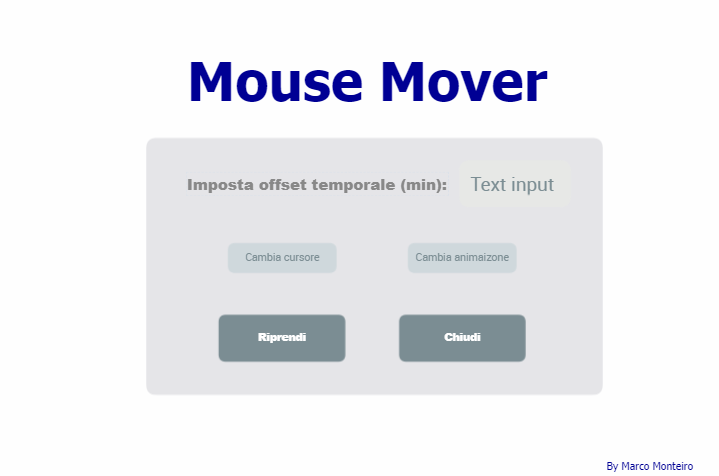 Mouse Mover
Imposta offset temporale (min): Text input
Cambia cursore Cambia animaizone
Riprendi Chiudi
By Marco Monteiro